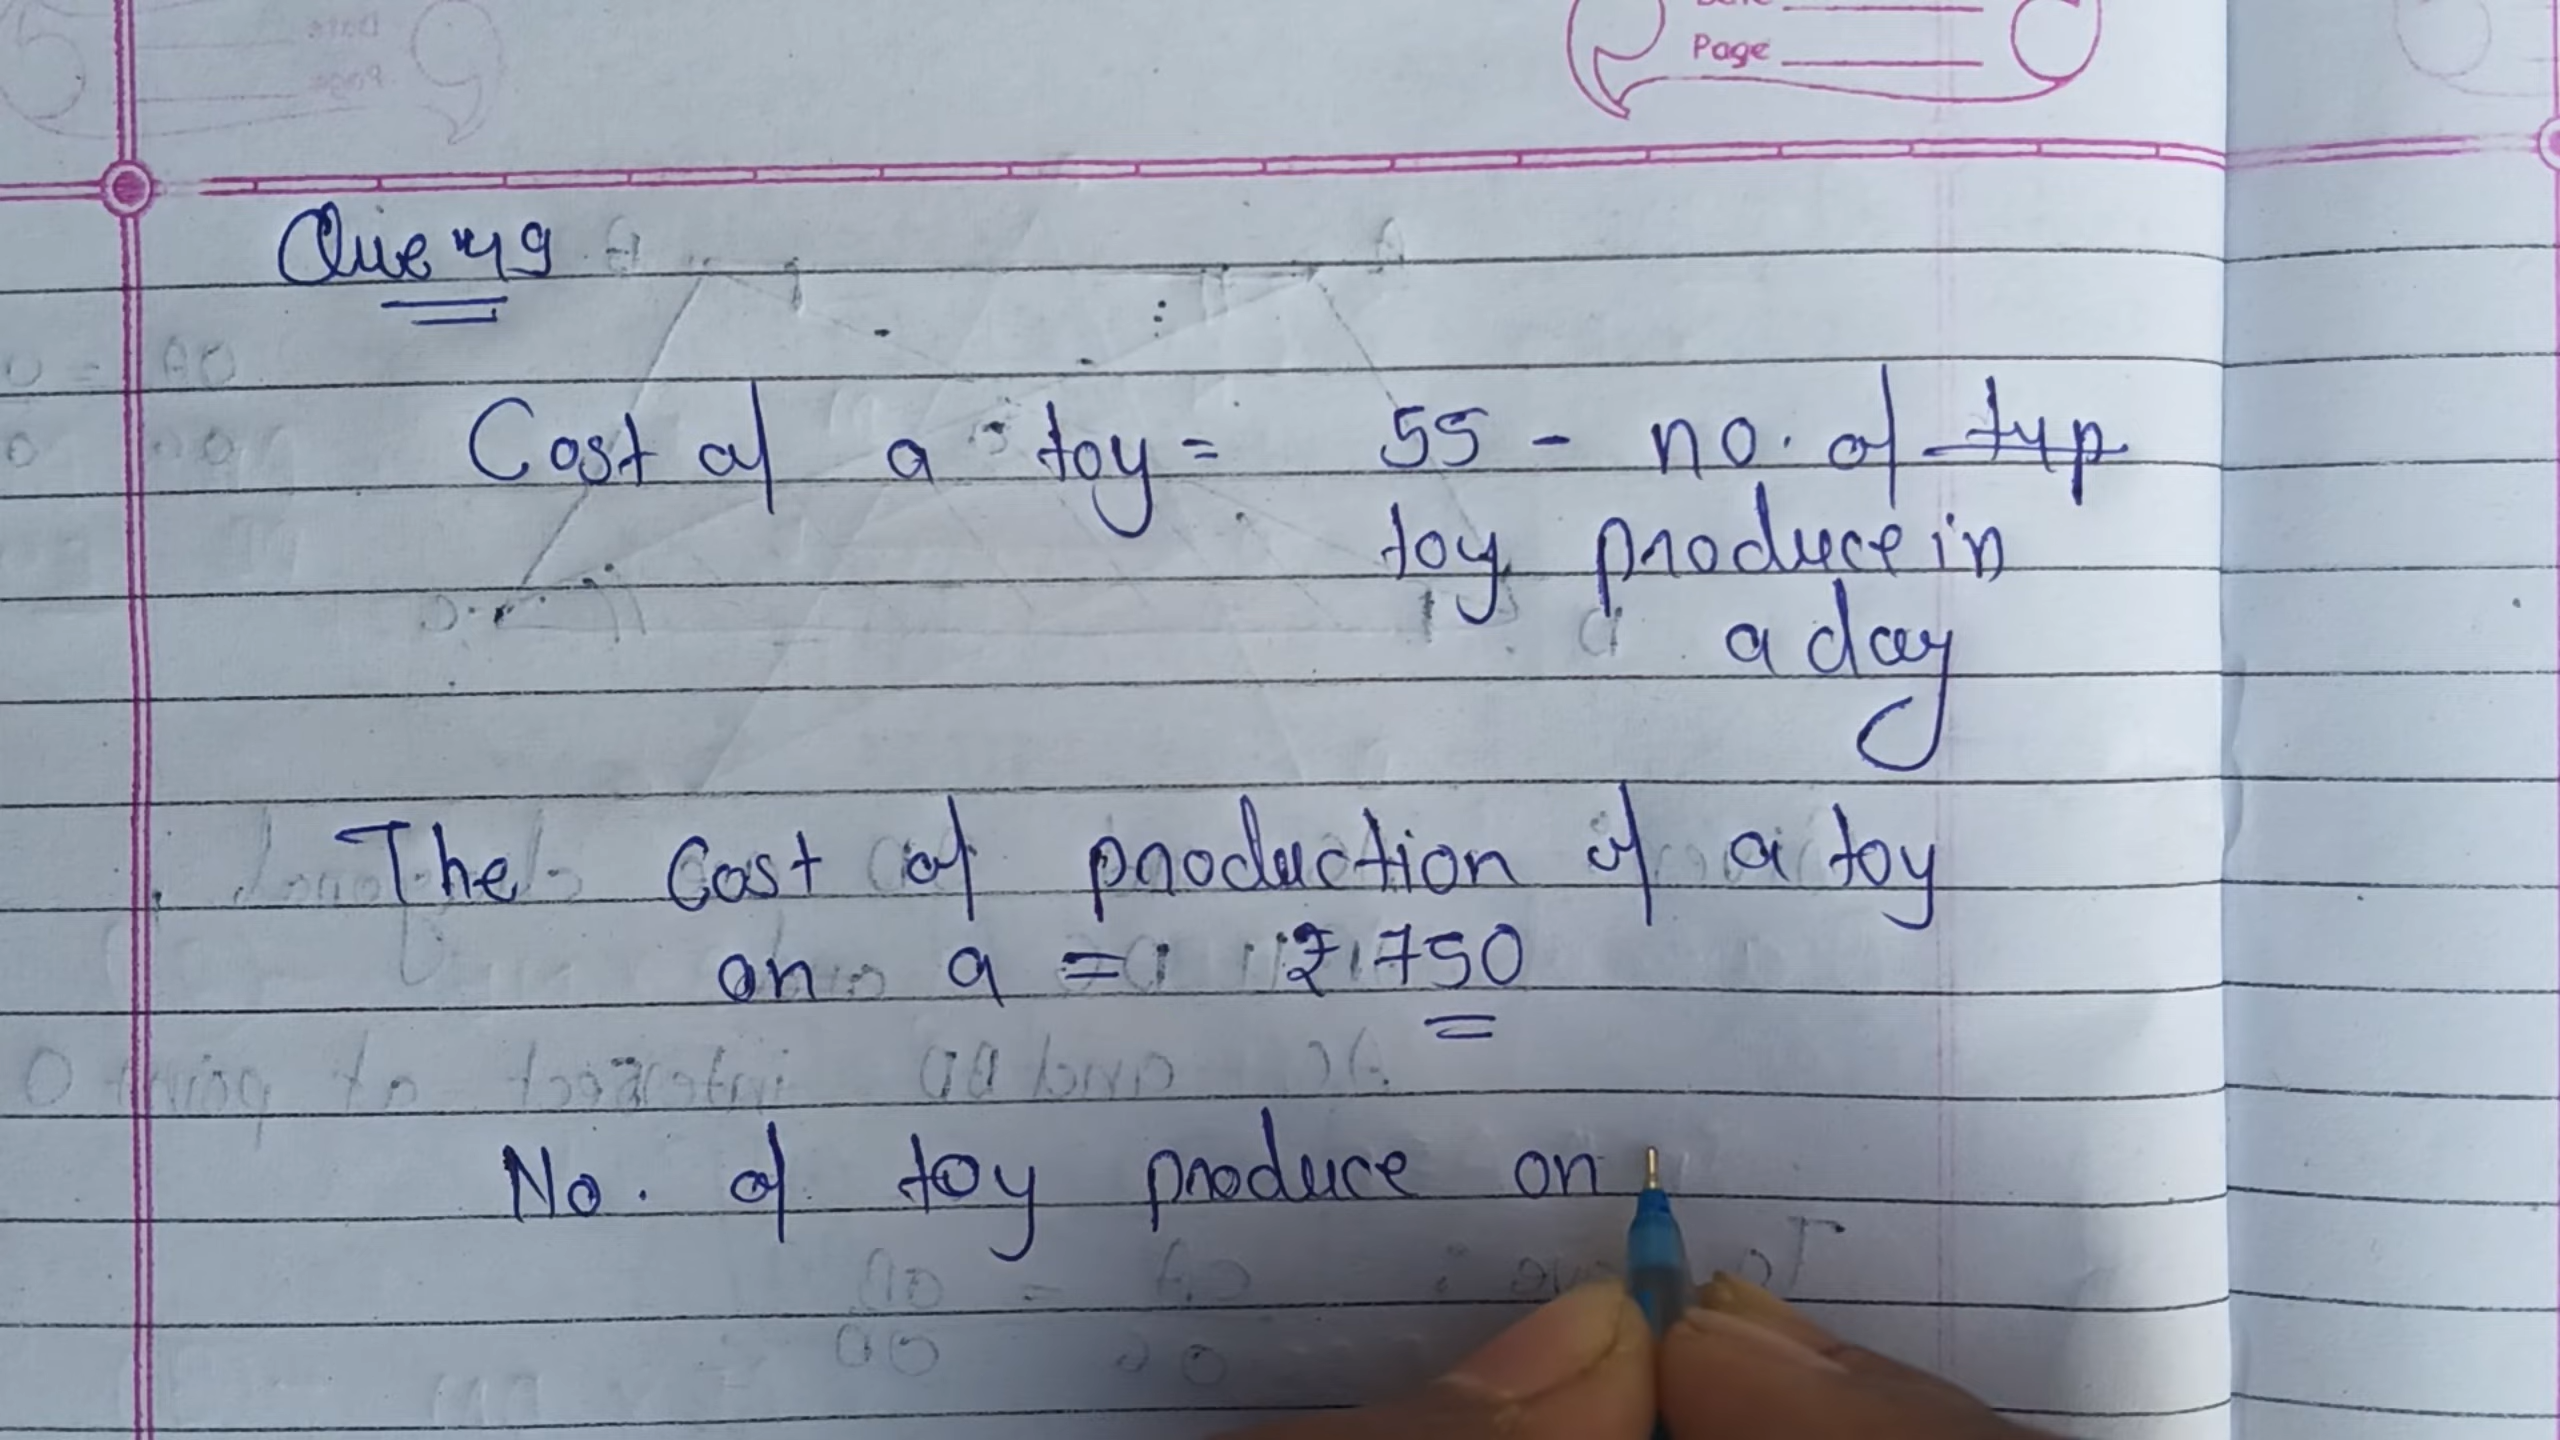 Page
Que 49
Cost of a toy = 55 - no. of typ
toy produce in
a day
The Cost of production of a toy
on a = ₹ 750
No. of toy produce on